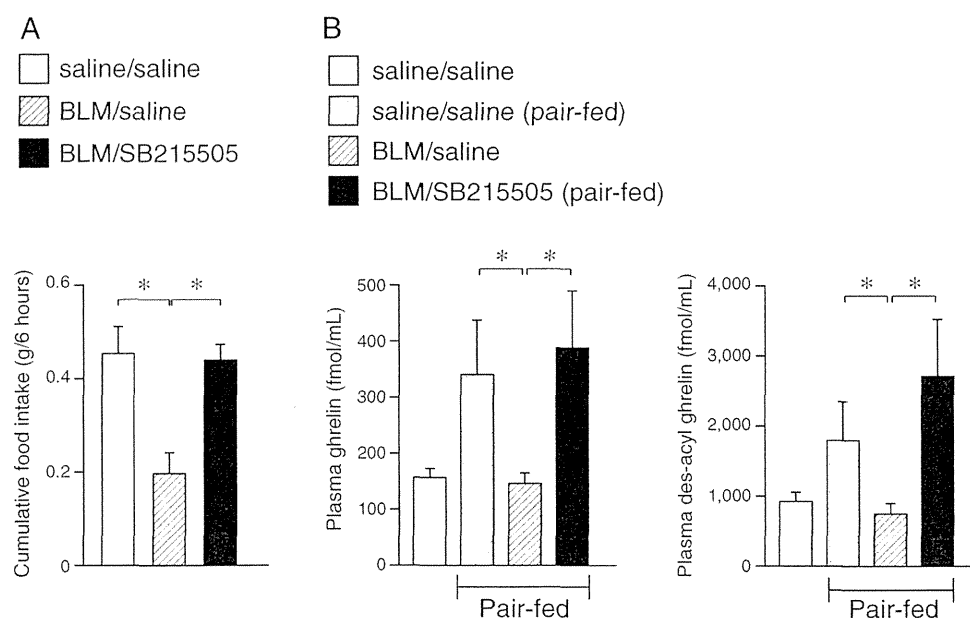 A
saline/saline
BLM/saline
BLM/SB215505
B
saline/saline
saline/saline (pair-fed)
BLM/saline
BLM/SB215505 (pair-fed)
Cumulative food intake (g/6 hours)
0.6
0.4
0.2
0
* *
Plasma ghrelin (fmol/mL)
500
400
300
200
100
0
* *
Pair-fed
Plasma des-acyl ghrelin (fmol/mL)
4,000
3,000
2,000
1,000
0
* *
Pair-fed